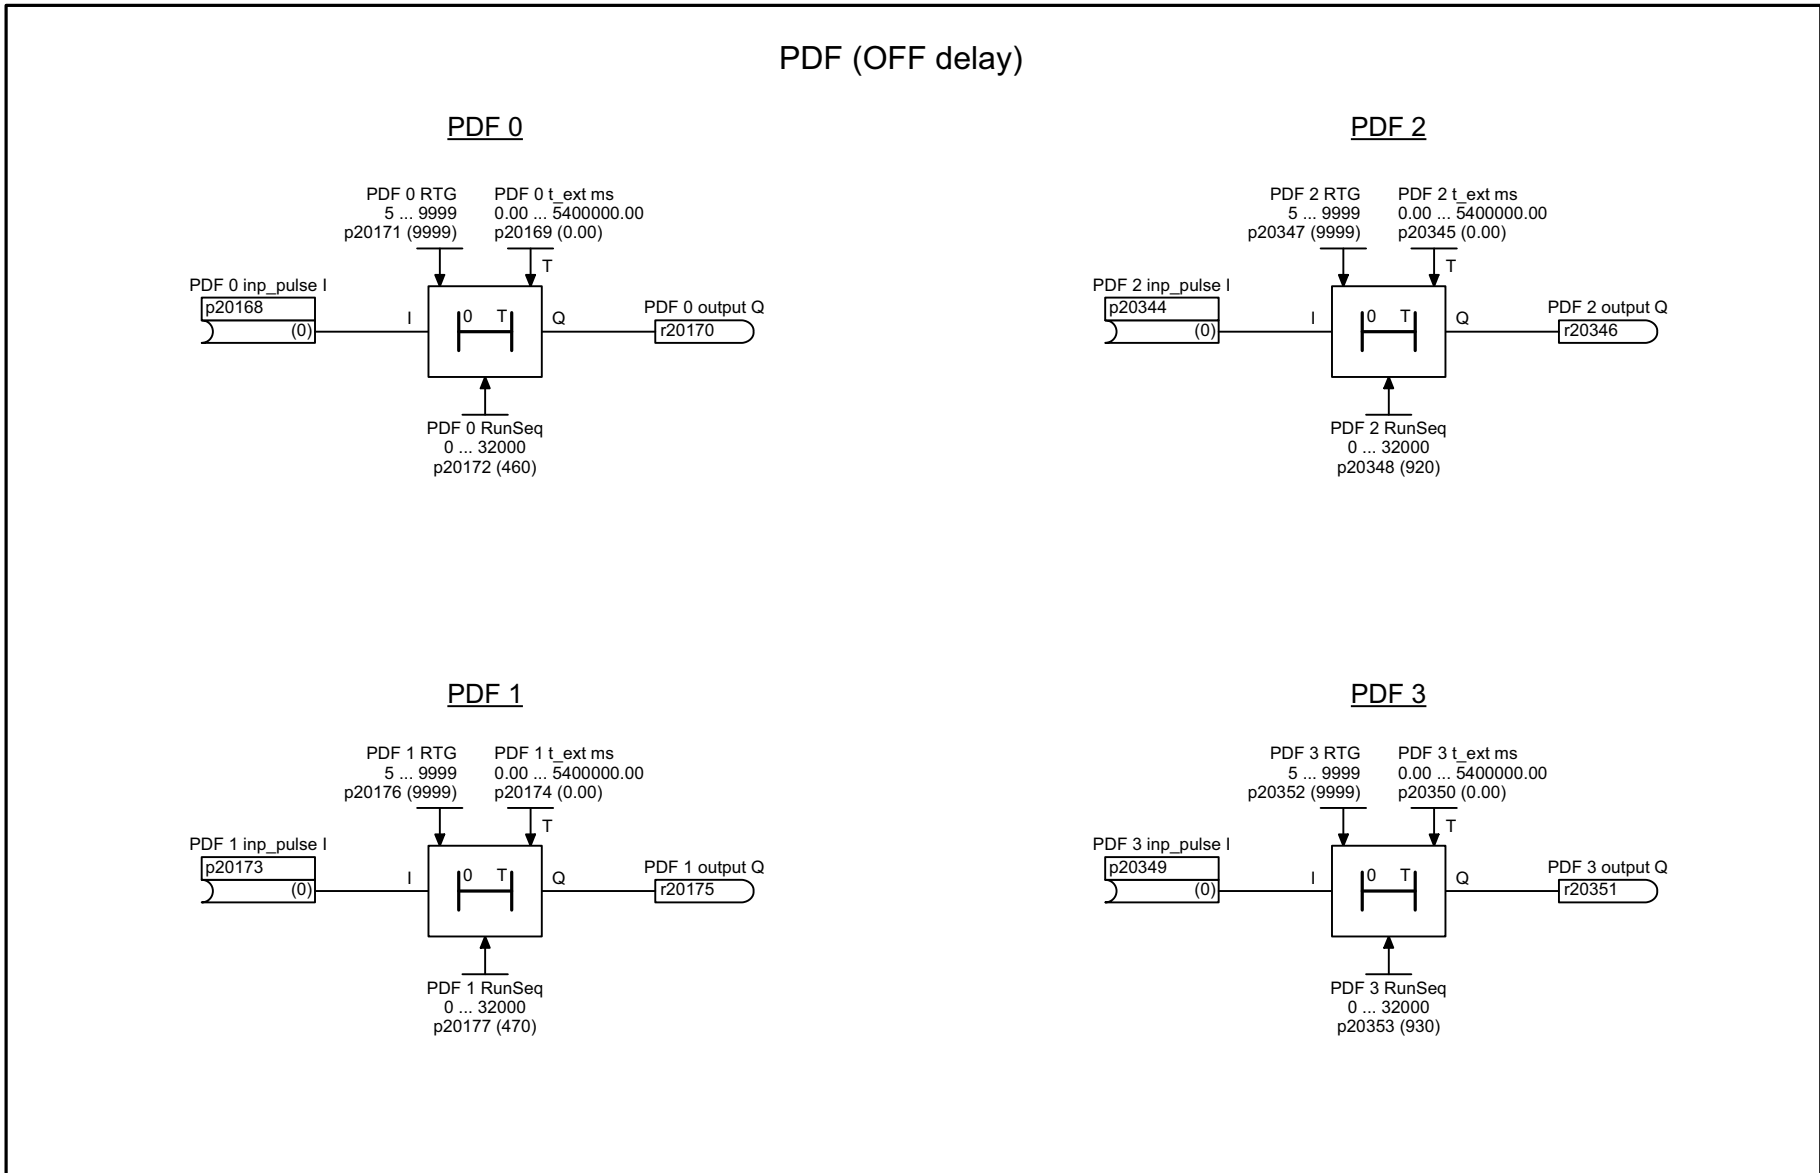 PDF (OFF delay)
PDF 0
PDF 0 RTG
5 ... 9999
p20171 (9999)
PDF 0 t_ext ms
0.00 ... 5400000.00
p20169 (0.00)
T
PDF 0 inp_pulse I
p20168
(0)
I
0 T
Q
PDF 0 output Q
r20170
PDF 0 RunSeq
0 ... 32000
p20172 (460)
PDF 2
PDF 2 RTG
5 ... 9999
p20347 (9999)
PDF 2 t_ext ms
0.00 ... 5400000.00
p20345 (0.00)
T
PDF 2 inp_pulse I
p20344
(0)
I
0 T
Q
PDF 2 output Q
r20346
PDF 2 RunSeq
0 ... 32000
p20348 (920)
PDF 1
PDF 1 RTG
5 ... 9999
p20176 (9999)
PDF 1 t_ext ms
0.00 ... 5400000.00
p20174 (0.00)
T
PDF 1 inp_pulse I
p20173
(0)
I
0 T
Q
PDF 1 output Q
r20175
PDF 1 RunSeq
0 ... 32000
p20177 (470)
PDF 3
PDF 3 RTG
5 ... 9999
p20352 (9999)
PDF 3 t_ext ms
0.00 ... 5400000.00
p20350 (0.00)
T
PDF 3 inp_pulse I
p20349
(0)
I
0 T
Q
PDF 3 output Q
r20351
PDF 3 RunSeq
0 ... 32000
p20353 (930)